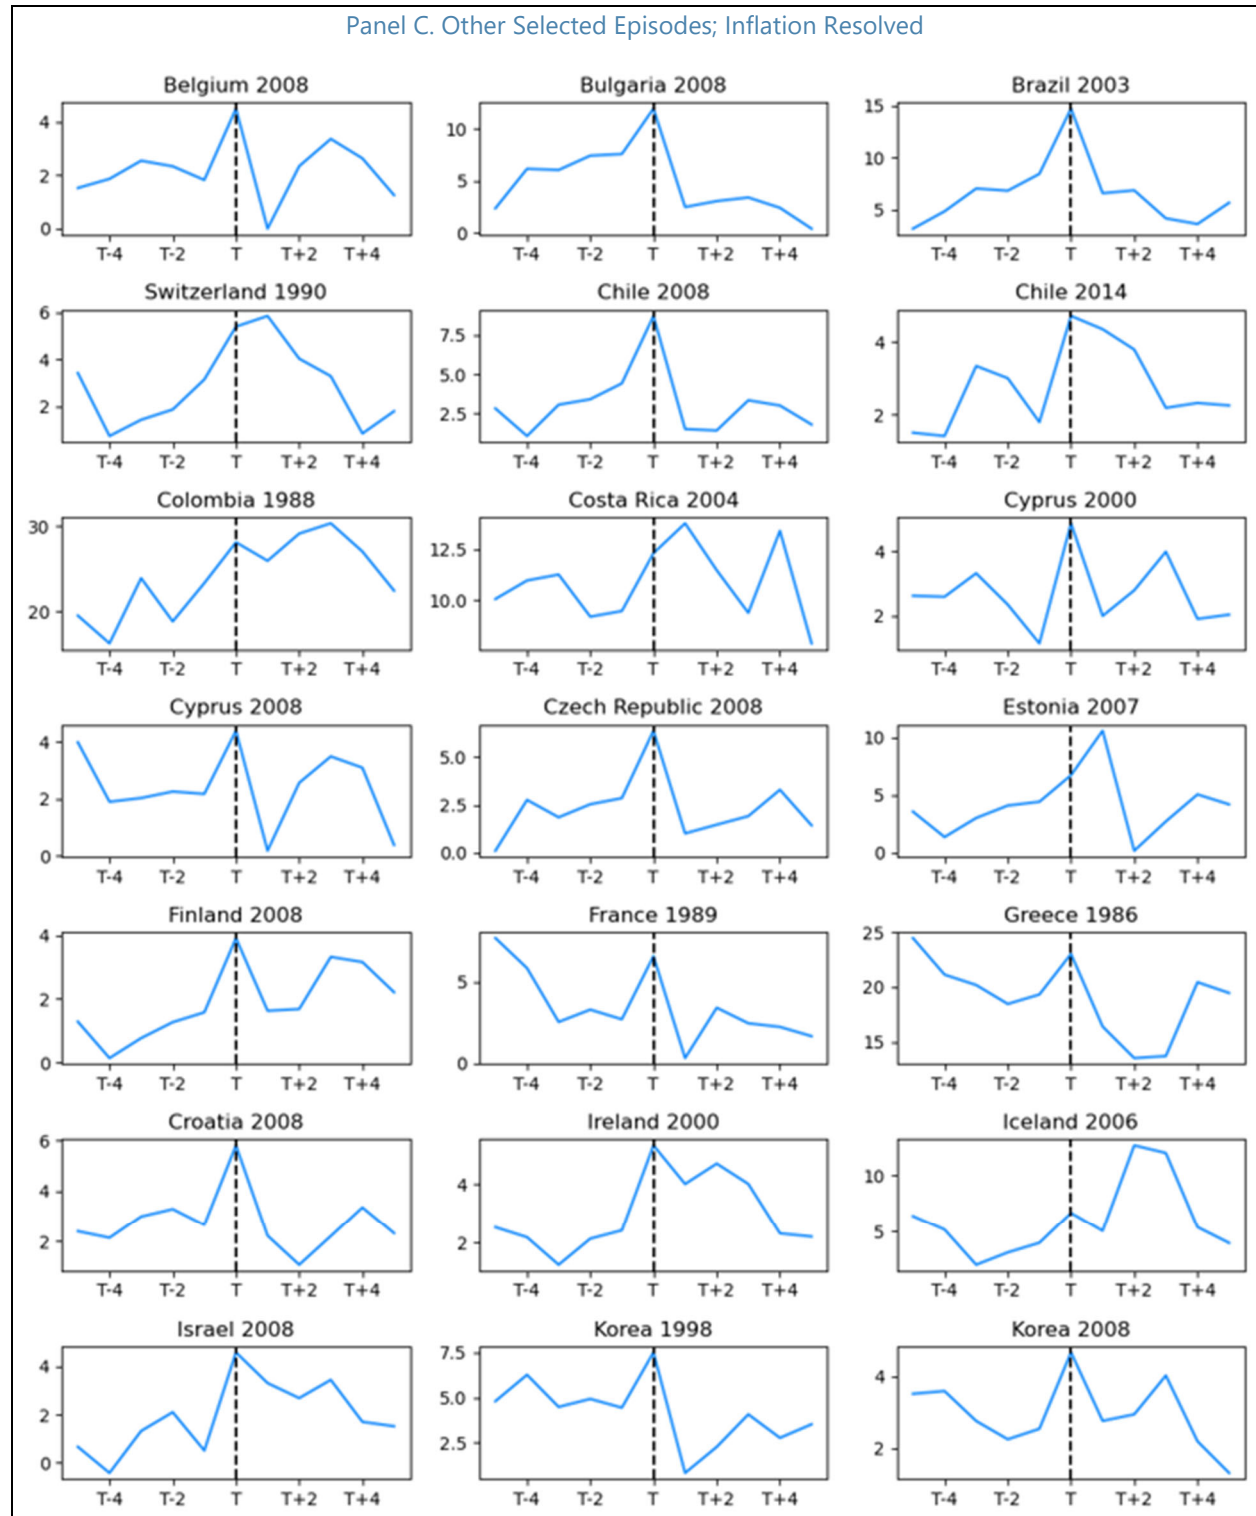 Panel C. Other Selected Episodes; Inflation Resolved
Belgium 2008 Bulgaria 2008 Brazil 2003
4 2 0 10 5 0 15 10 5
T-4 T-2 T T+2 T+4 T-4 T-2 T T+2 T+4 T-4 T-2 T T+2 T+4
Switzerland 1990 Chile 2008 Chile 2014
6 4 2 7.5 5.0 2.5 4 2
T-4 T-2 T T+2 T+4 T-4 T-2 T T+2 T+4 T-4 T-2 T T+2 T+4
Colombia 1988 Costa Rica 2004 Cyprus 2000
30 20 12.5 10.0 4 2
T-4 T-2 T T+2 T+4 T-4 T-2 T T+2 T+4 T-4 T-2 T T+2 T+4
Cyprus 2008 Czech Republic 2008 Estonia 2007
4 2 0 5.0 2.5 0.0 10 5 0
T-4 T-2 T T+2 T+4 T-4 T-2 T T+2 T+4 T-4 T-2 T T+2 T+4
Finland 2008 France 1989 Greece 1986
4 2 0 5 0 25 20 15
T-4 T-2 T T+2 T+4 T-4 T-2 T T+2 T+4 T-4 T-2 T T+2 T+4
Croatia 2008 Ireland 2000 Iceland 2006
6 4 2 4 2 10 5
T-4 T-2 T T+2 T+4 T-4 T-2 T T+2 T+4 T-4 T-2 T T+2 T+4
Israel 2008 Korea 1998 Korea 2008
4 2 0 7.5 5.0 2.5 4 2
T-4 T-2 T T+2 T+4 T-4 T-2 T T+2 T+4 T-4 T-2 T T+2 T+4